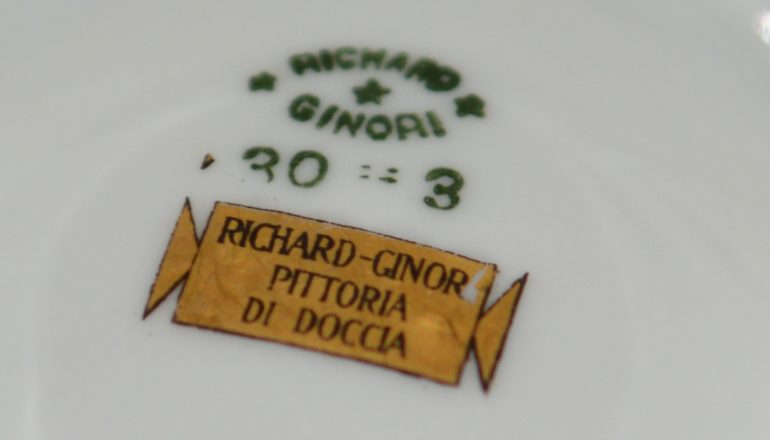 RICHARD
GINORI
30 = 3
RICHARD-GINOR
PITTORIA
DI DOCCIA